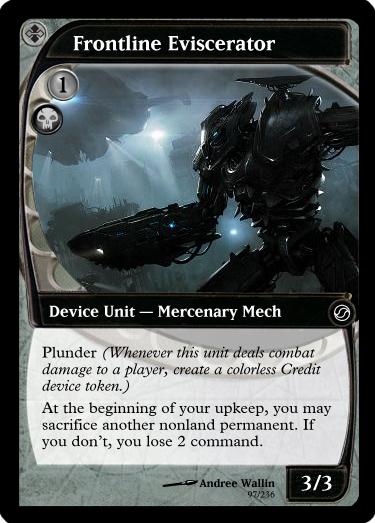 Frontline Eviscerator
1
Device Unit — Mercenary Mech
Plunder (Whenever this unit deals combat
damage to a player, create a colorless Credit
device token.)
At the beginning of your upkeep, you may
sacrifice another nonland permanent. If
you don't, you lose 2 command.
Andree Wallin
97/236
3/3